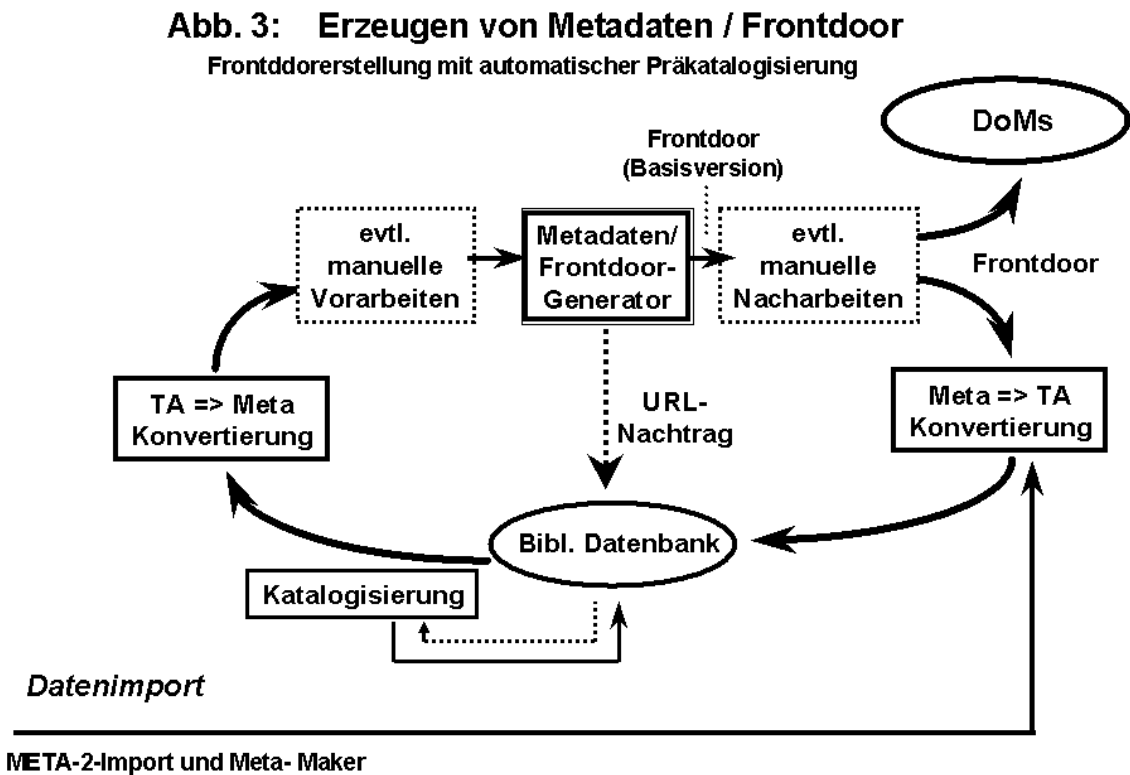 Abb. 3: Erzeugen von Metadaten / Frontdoor
Frontddorerstellung mit automatischer Präkatalogisierung
DoMs
Frontdoor
(Basisversion)
evtl.
manuelle
Vorarbeiten
Metadaten/
Frontdoor-
Generator
evtl.
manuelle
Nacharbeiten
Frontdoor
TA => Meta
Konvertierung
URL-
Nachtrag
Meta => TA
Konvertierung
Bibl. Datenbank
Katalogisierung
Datenimport
META-2-Import und Meta- Maker